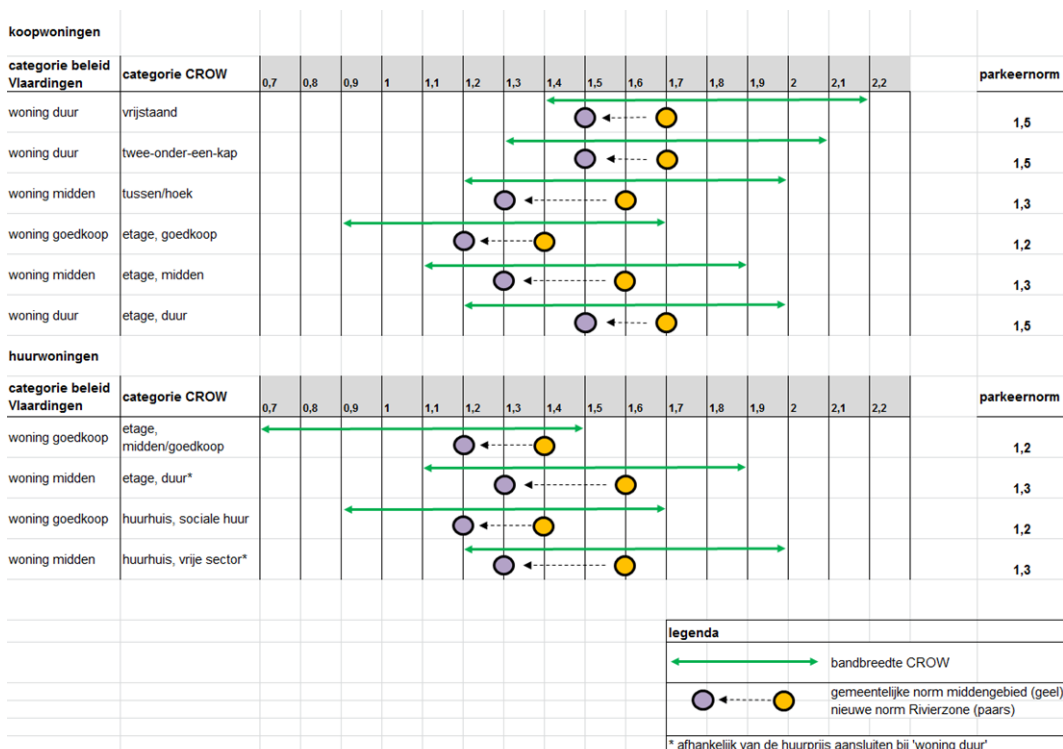 koopwoningen
categorie beleid Vlaardingen categorie CROW 0,7 0,8 0,9 1 1,1 1,2 1,3 1,4 1,5 1,6 1,7 1,8 1,9 2 2,1 2,2 parkeernorm
woning duur vrijstaand 1,5
woning duur twee-onder-een-kap 1,5
woning midden tussen/hoek 1,3
woning goedkoop etage, goedkoop 1,2
woning midden etage, midden 1,3
woning duur etage, duur 1,5
huurwoningen
categorie beleid Vlaardingen categorie CROW 0,7 0,8 0,9 1 1,1 1,2 1,3 1,4 1,5 1,6 1,7 1,8 1,9 2 2,1 2,2 parkeernorm
woning goedkoop etage, midden/goedkoop 1,2
woning midden etage, duur* 1,3
woning goedkoop huurhuis, sociale huur 1,2
woning midden huurhuis, vrije sector* 1,3
legenda
bandbreedte CROW
gemeentelijke norm middengebied (geel)
nieuwe norm Rivierzone (paars)
* afhankelijk van de huurprijs aansluiten bij 'woning duur'